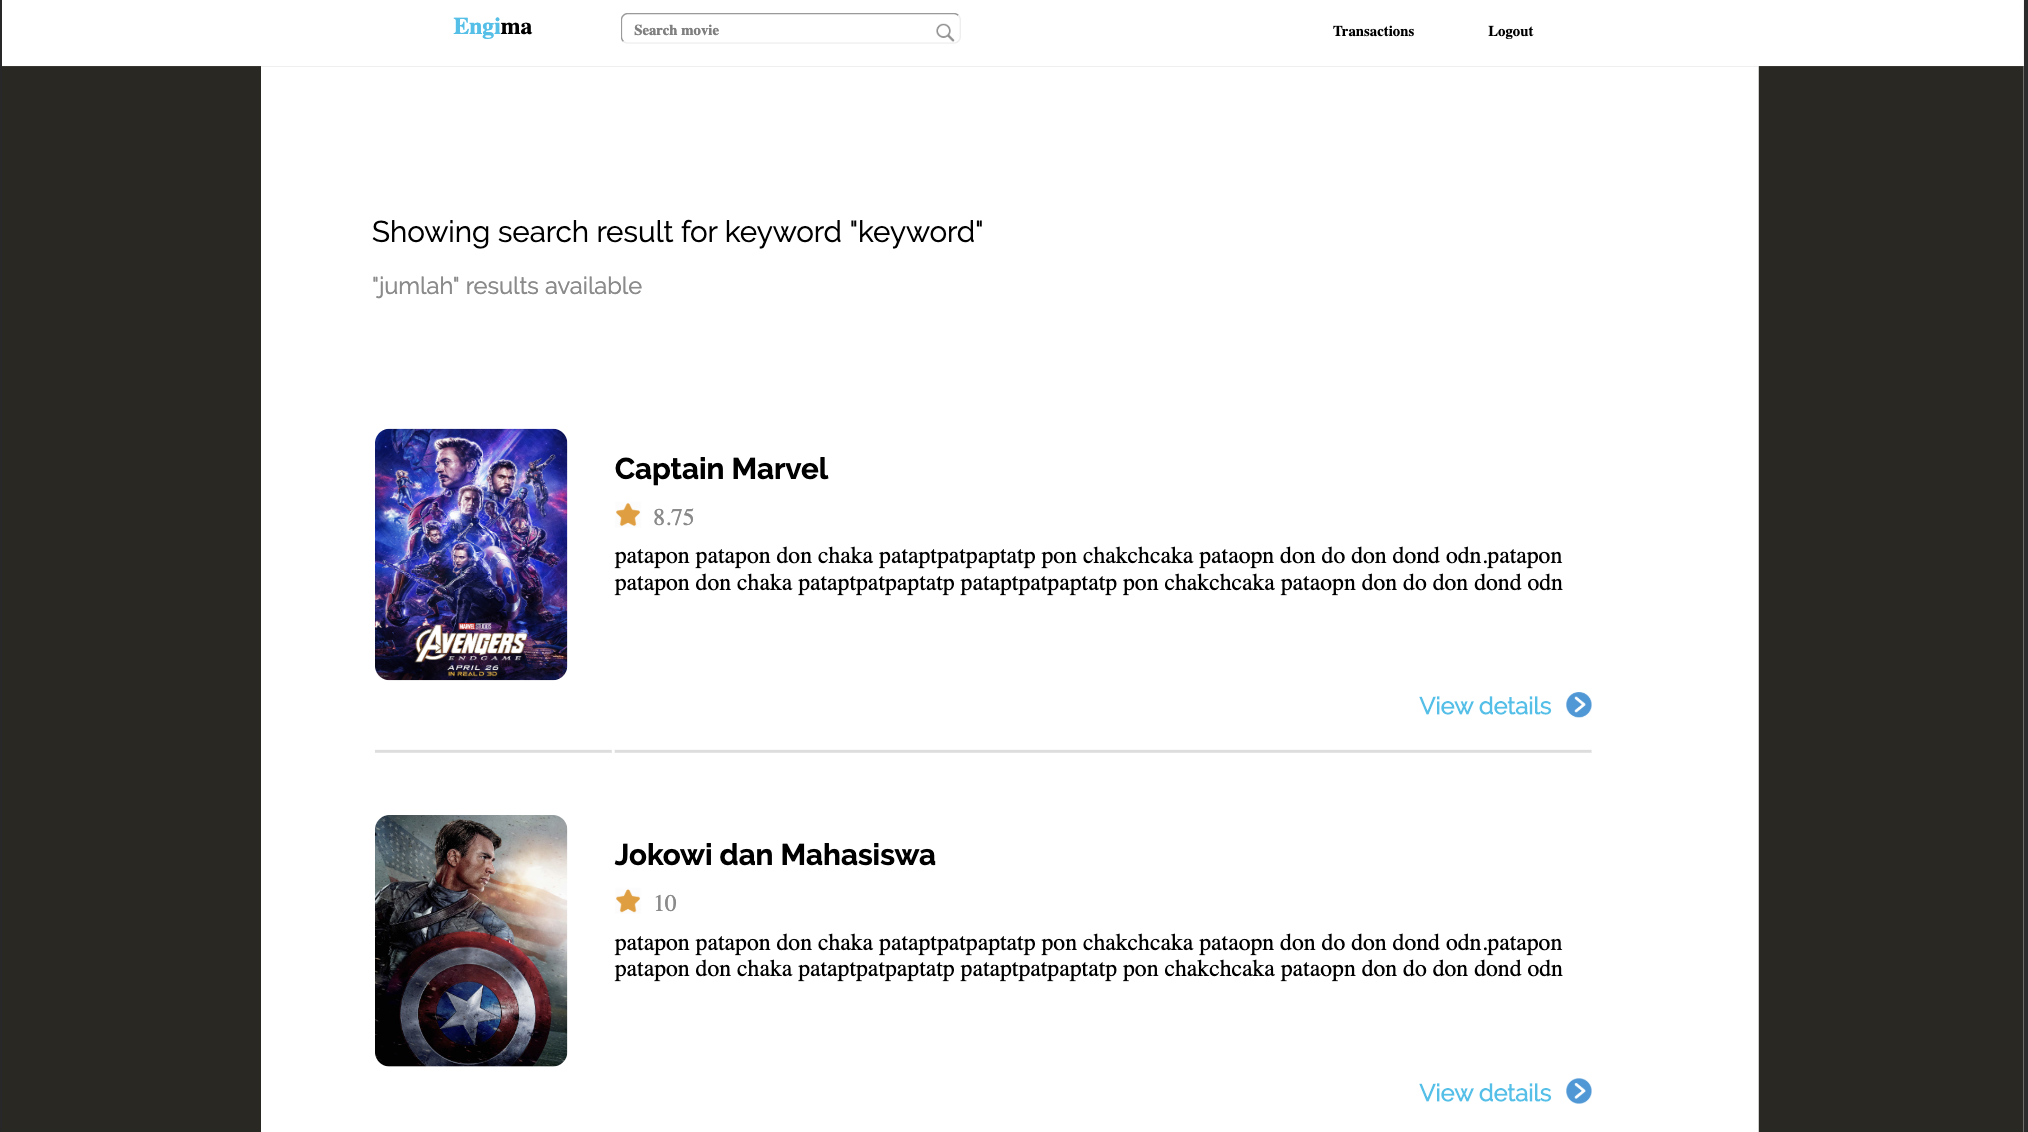 Engima
Search movie
Transactions
Logout
Showing search result for keyword "keyword"
"jumlah" results available
Captain Marvel
8.75
patapon patapon don chaka pataptpatpaptatp pon chakchcaka pataopn don do don dond odn.patapon
patapon don chaka pataptpatpaptatp pataptpatpaptatp pon chakchcaka pataopn don do don dond odn
MARVEL STUDIOS
AVENGERS
ENDGAME
APRIL 26
IN REALD 3D
View details
Jokowi dan Mahasiswa
10
patapon patapon don chaka pataptpatpaptatp pon chakchcaka pataopn don do don dond odn.patapon
patapon don chaka pataptpatpaptatp pataptpatpaptatp pon chakchcaka pataopn don do don dond odn
View details